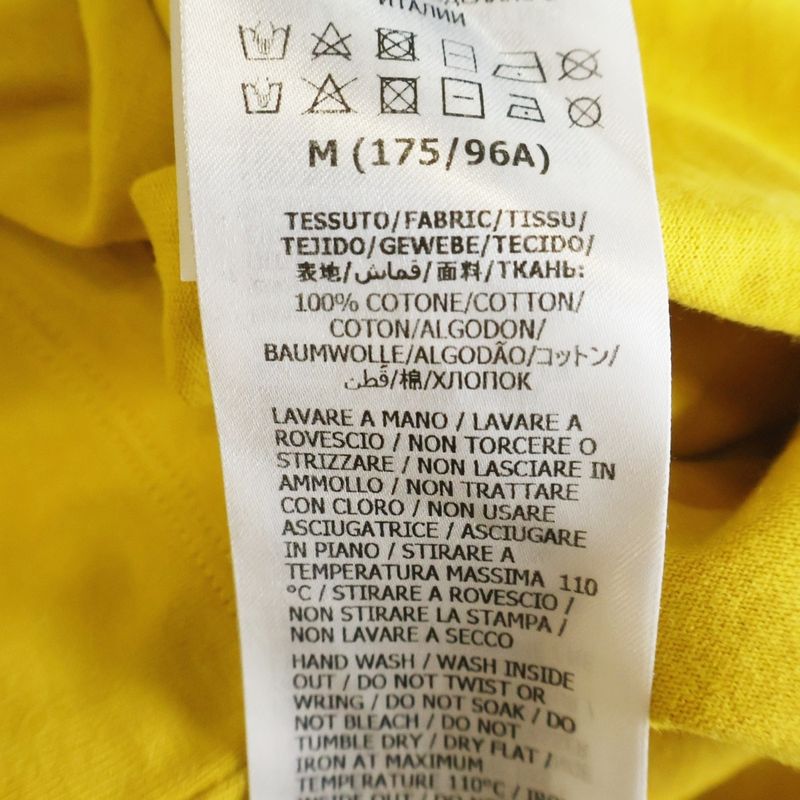 ИТАЛИИ
M (175/96A)
TESSUTO/FABRIC/TISSU/
TEJIDO/GEWEBE/TECIDO/
表地/قماش/面料/ТКАНЬ:
100% COTONE/COTTON/
COTON/ALGODON/
BAUMWOLLE/ALGODÃO/コットン/
قطن/棉/ХЛОПОК
LAVARE A MANO / LAVARE A
ROVESCIO / NON TORCERE O
STRIZZARE / NON LASCIARE IN
AMMOLLO / NON TRATTARE
CON CLORO / NON USARE
ASCIUGATRICE / ASCIUGARE
IN PIANO / STIRARE A
TEMPERATURA MASSIMA 110
°C / STIRARE A ROVESCIO /
NON STIRARE LA STAMPA /
NON LAVARE A SECCO
HAND WASH / WASH INSIDE
OUT / DO NOT TWIST OR
WRING / DO NOT SOAK / DO
NOT BLEACH / DO NOT
TUMBLE DRY / DRY FLAT /
IRON AT MAXIMUM
TEMPERATURE 110°C / IRON